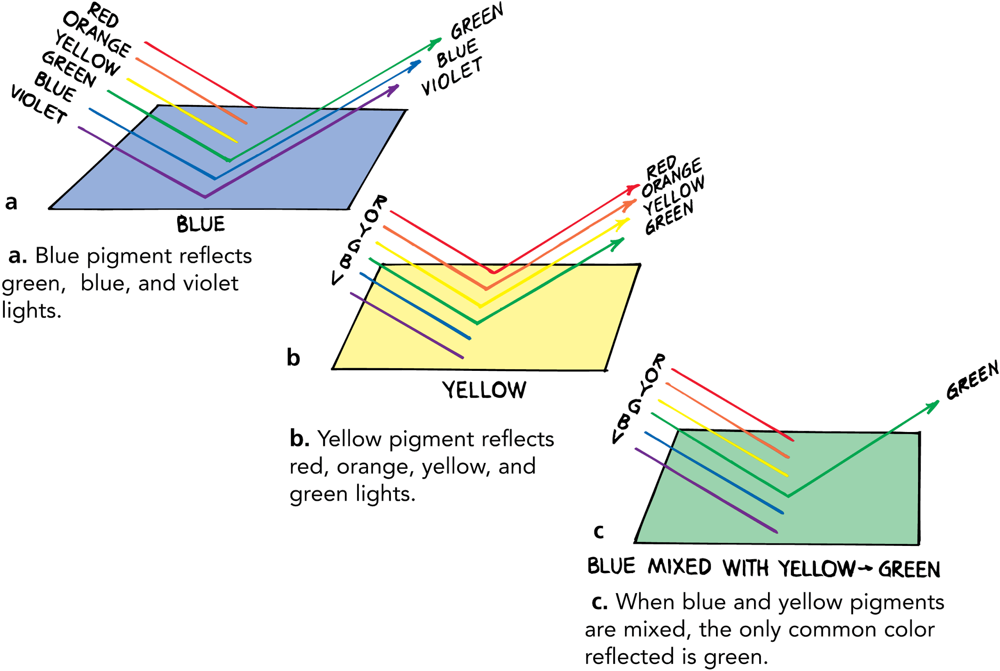 RED
ORANGE
YELLOW
GREEN
BLUE
VIOLET
GREEN
BLUE
VIOLET
a
BLUE
a. Blue pigment reflects
green, blue, and violet
lights.
R
O
Y
G
B
V
RED
ORANGE
YELLOW
GREEN
b
YELLOW
b. Yellow pigment reflects
red, orange, yellow, and
green lights.
R
O
Y
G
B
V
GREEN
c
BLUE MIXED WITH YELLOW→GREEN
c. When blue and yellow pigments
are mixed, the only common color
reflected is green.